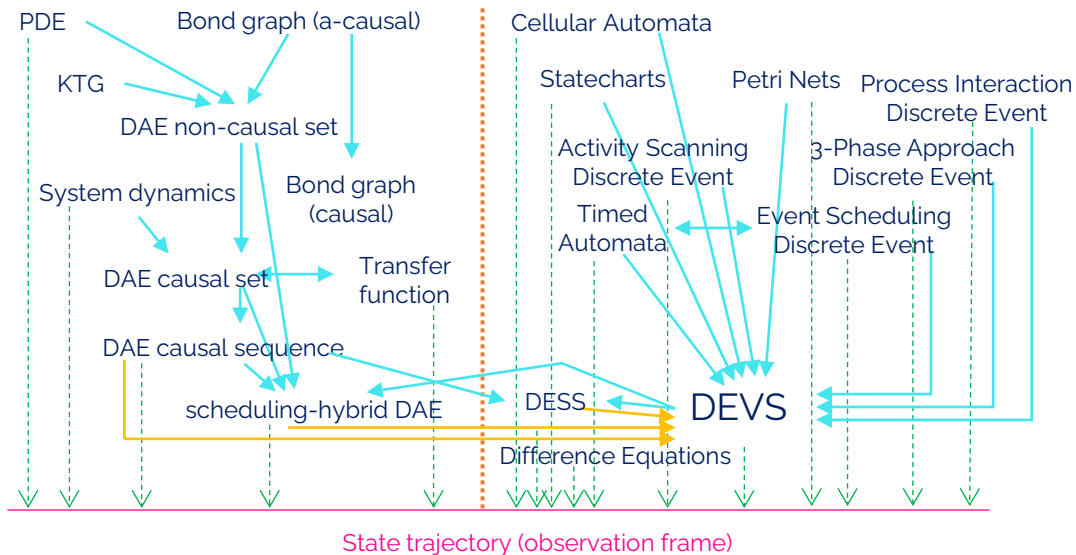 PDE
Bond graph (a-causal)
Cellular Automata
KTG
Statecharts
Petri Nets
Process Interaction
Discrete Event
DAE non-causal set
Activity Scanning
Discrete Event
3-Phase Approach
Discrete Event
System dynamics
Bond graph
(causal)
Timed
Automata
Event Scheduling
Discrete Event
DAE causal set
Transfer
function
DAE causal sequence
scheduling-hybrid DAE
DESS
DEVS
Difference Equations
State trajectory (observation frame)